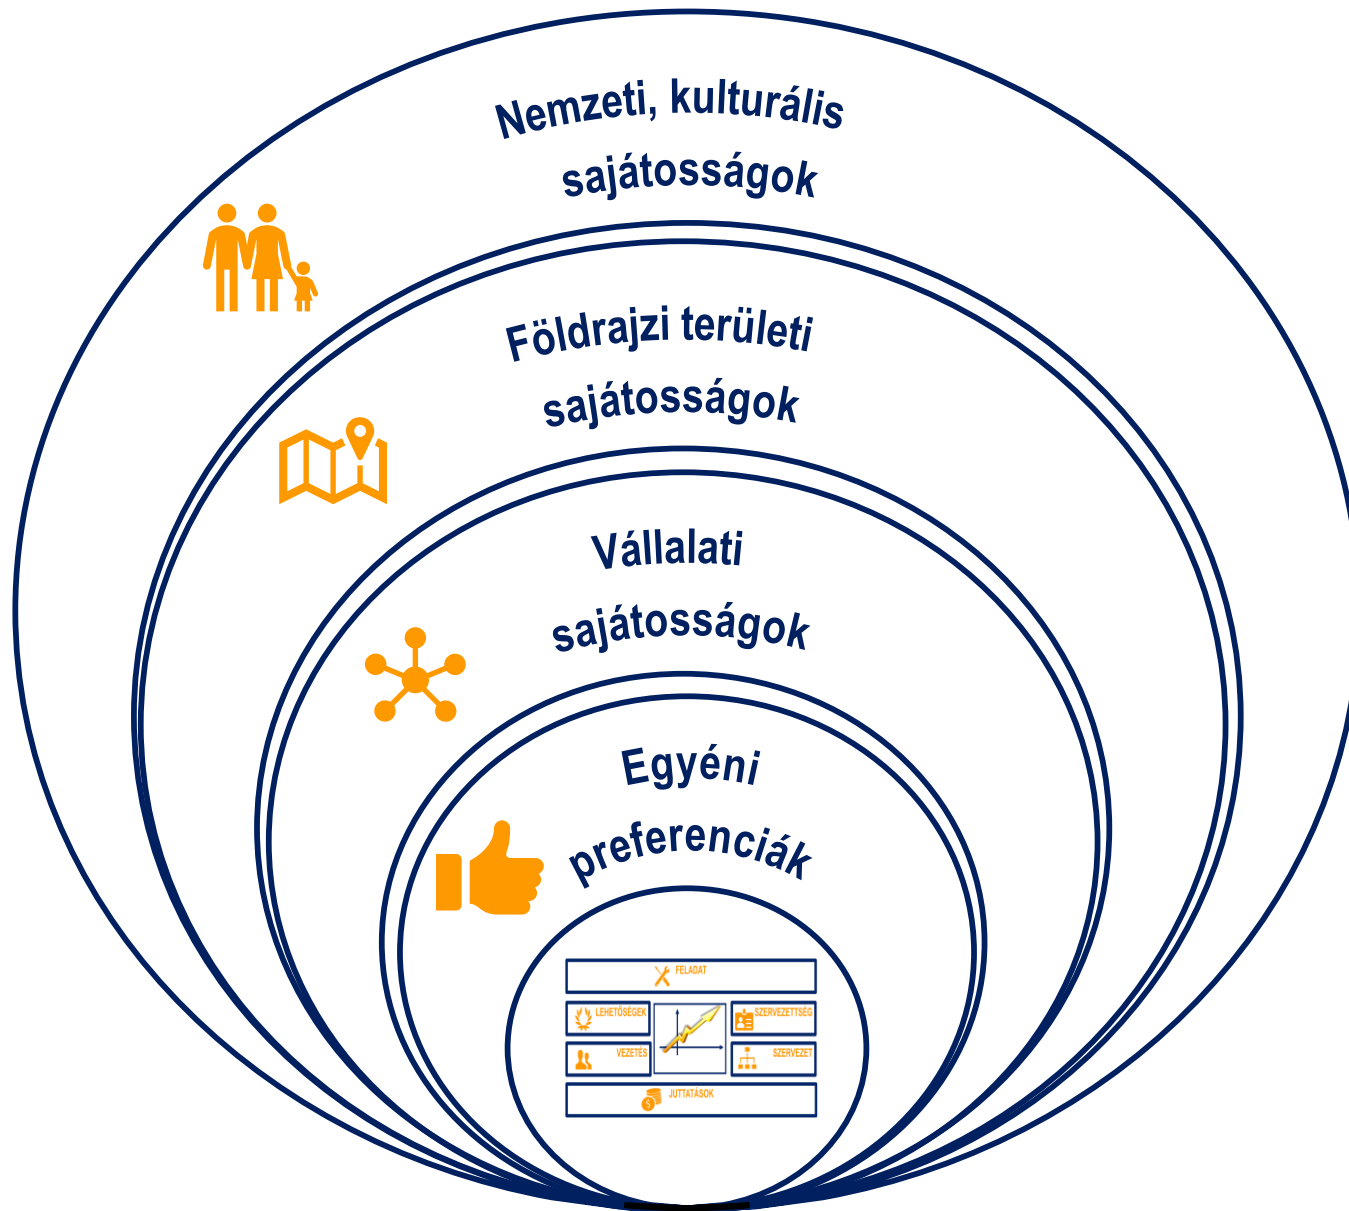 Nemzeti, kulturális
sajátosságok
Földrajzi területi
sajátosságok
Vállalati
sajátosságok
Egyéni
preferenciák
FELADAT
LEHETŐSÉGEK
SZERVEZETTSÉG
VEZETÉS
SZERVEZET
JUTTATÁSOK